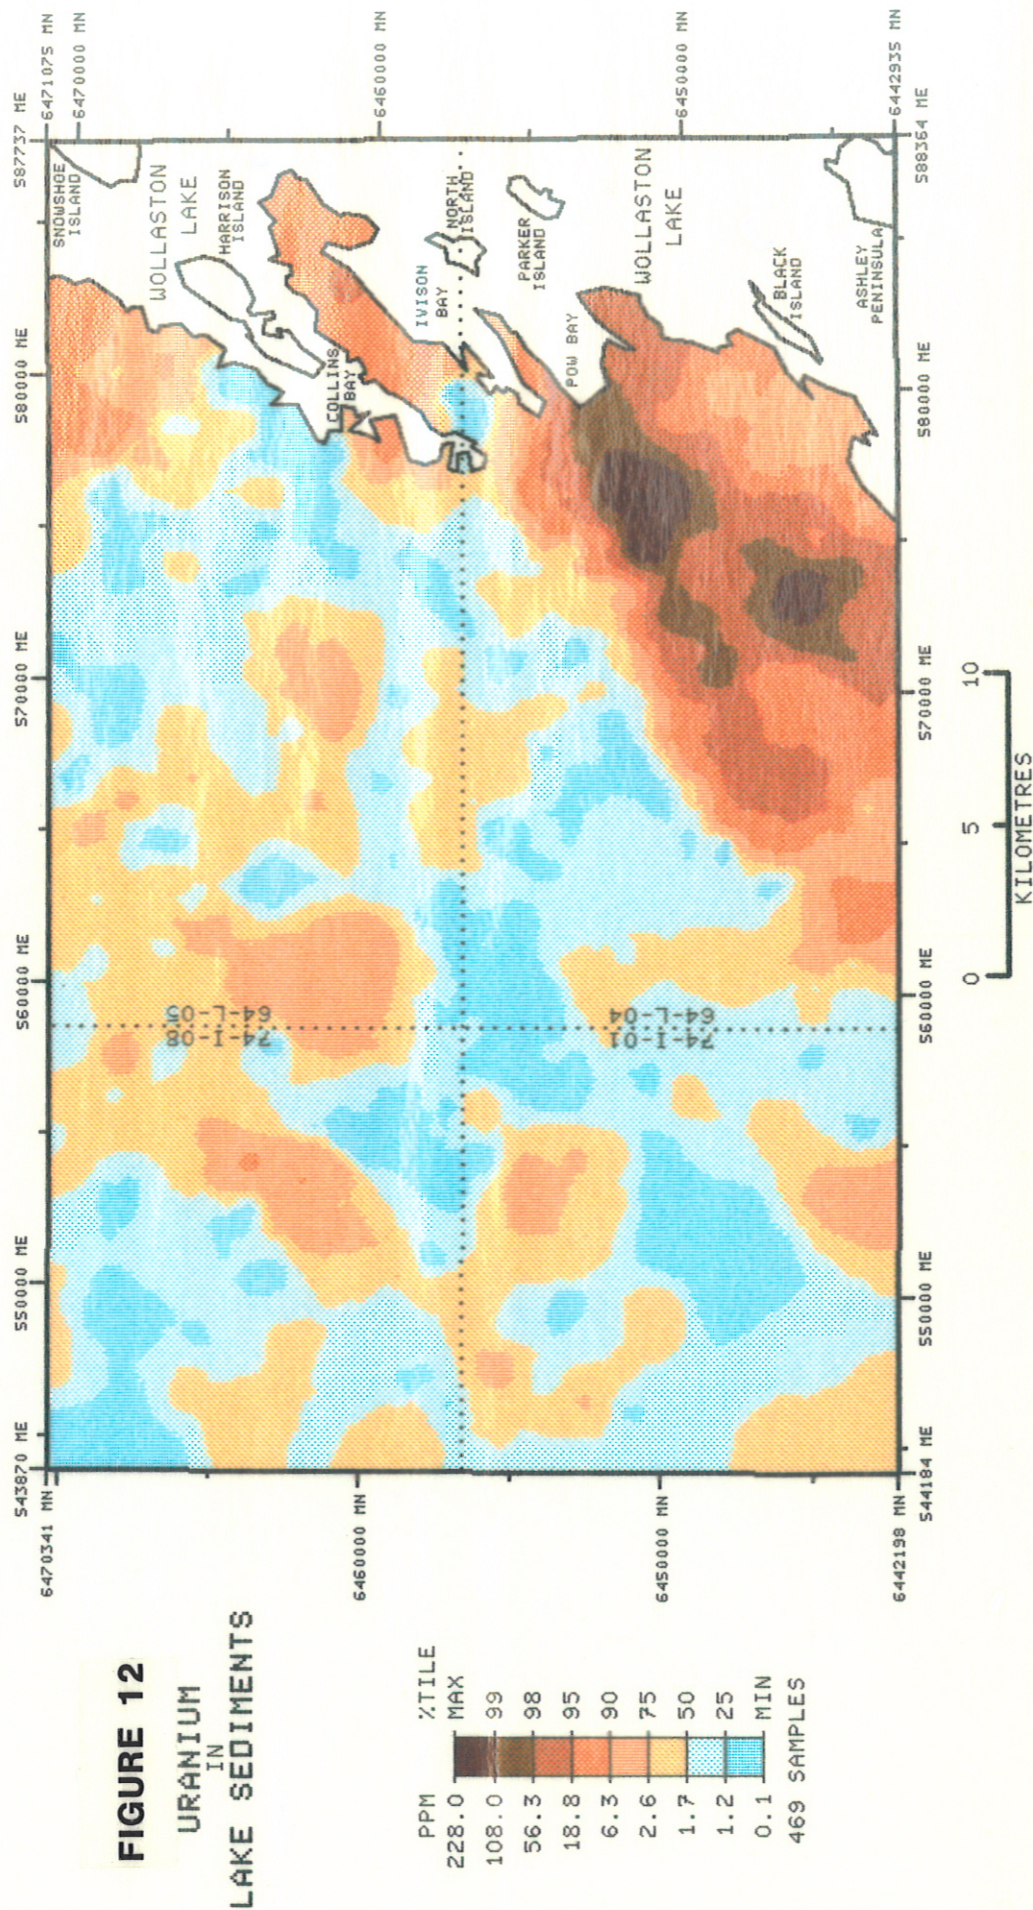 FIGURE 12
URANIUM
IN
LAKE SEDIMENTS
PPM %TILE
228.0 MAX
108.0 99
56.3 98
18.8 95
6.3 90
2.6 75
1.7 50
1.2 25
0.1 MIN
469 SAMPLES
543870 ME
550000 ME
560000 ME
570000 ME
580000 ME
587737 ME
6471075 MN
6470000 MN
6460000 MN
6450000 MN
6442935 MN
6470341 MN
6460000 MN
6450000 MN
6442198 MN
544184 ME
550000 ME
560000 ME
570000 ME
580000 ME
588364 ME
SNOWSHOE
ISLAND
WOLLASTON
LAKE
HARRISON
ISLAND
COLLINS
BAY
IVISON
BAY
NORTH
ISLAND
PARKER
ISLAND
POW BAY
WOLLASTON
LAKE
BLACK
ISLAND
ASHLEY
PENINSULA
74-I-08
64-L-05
74-I-01
64-L-04
0 5 10
KILOMETRES